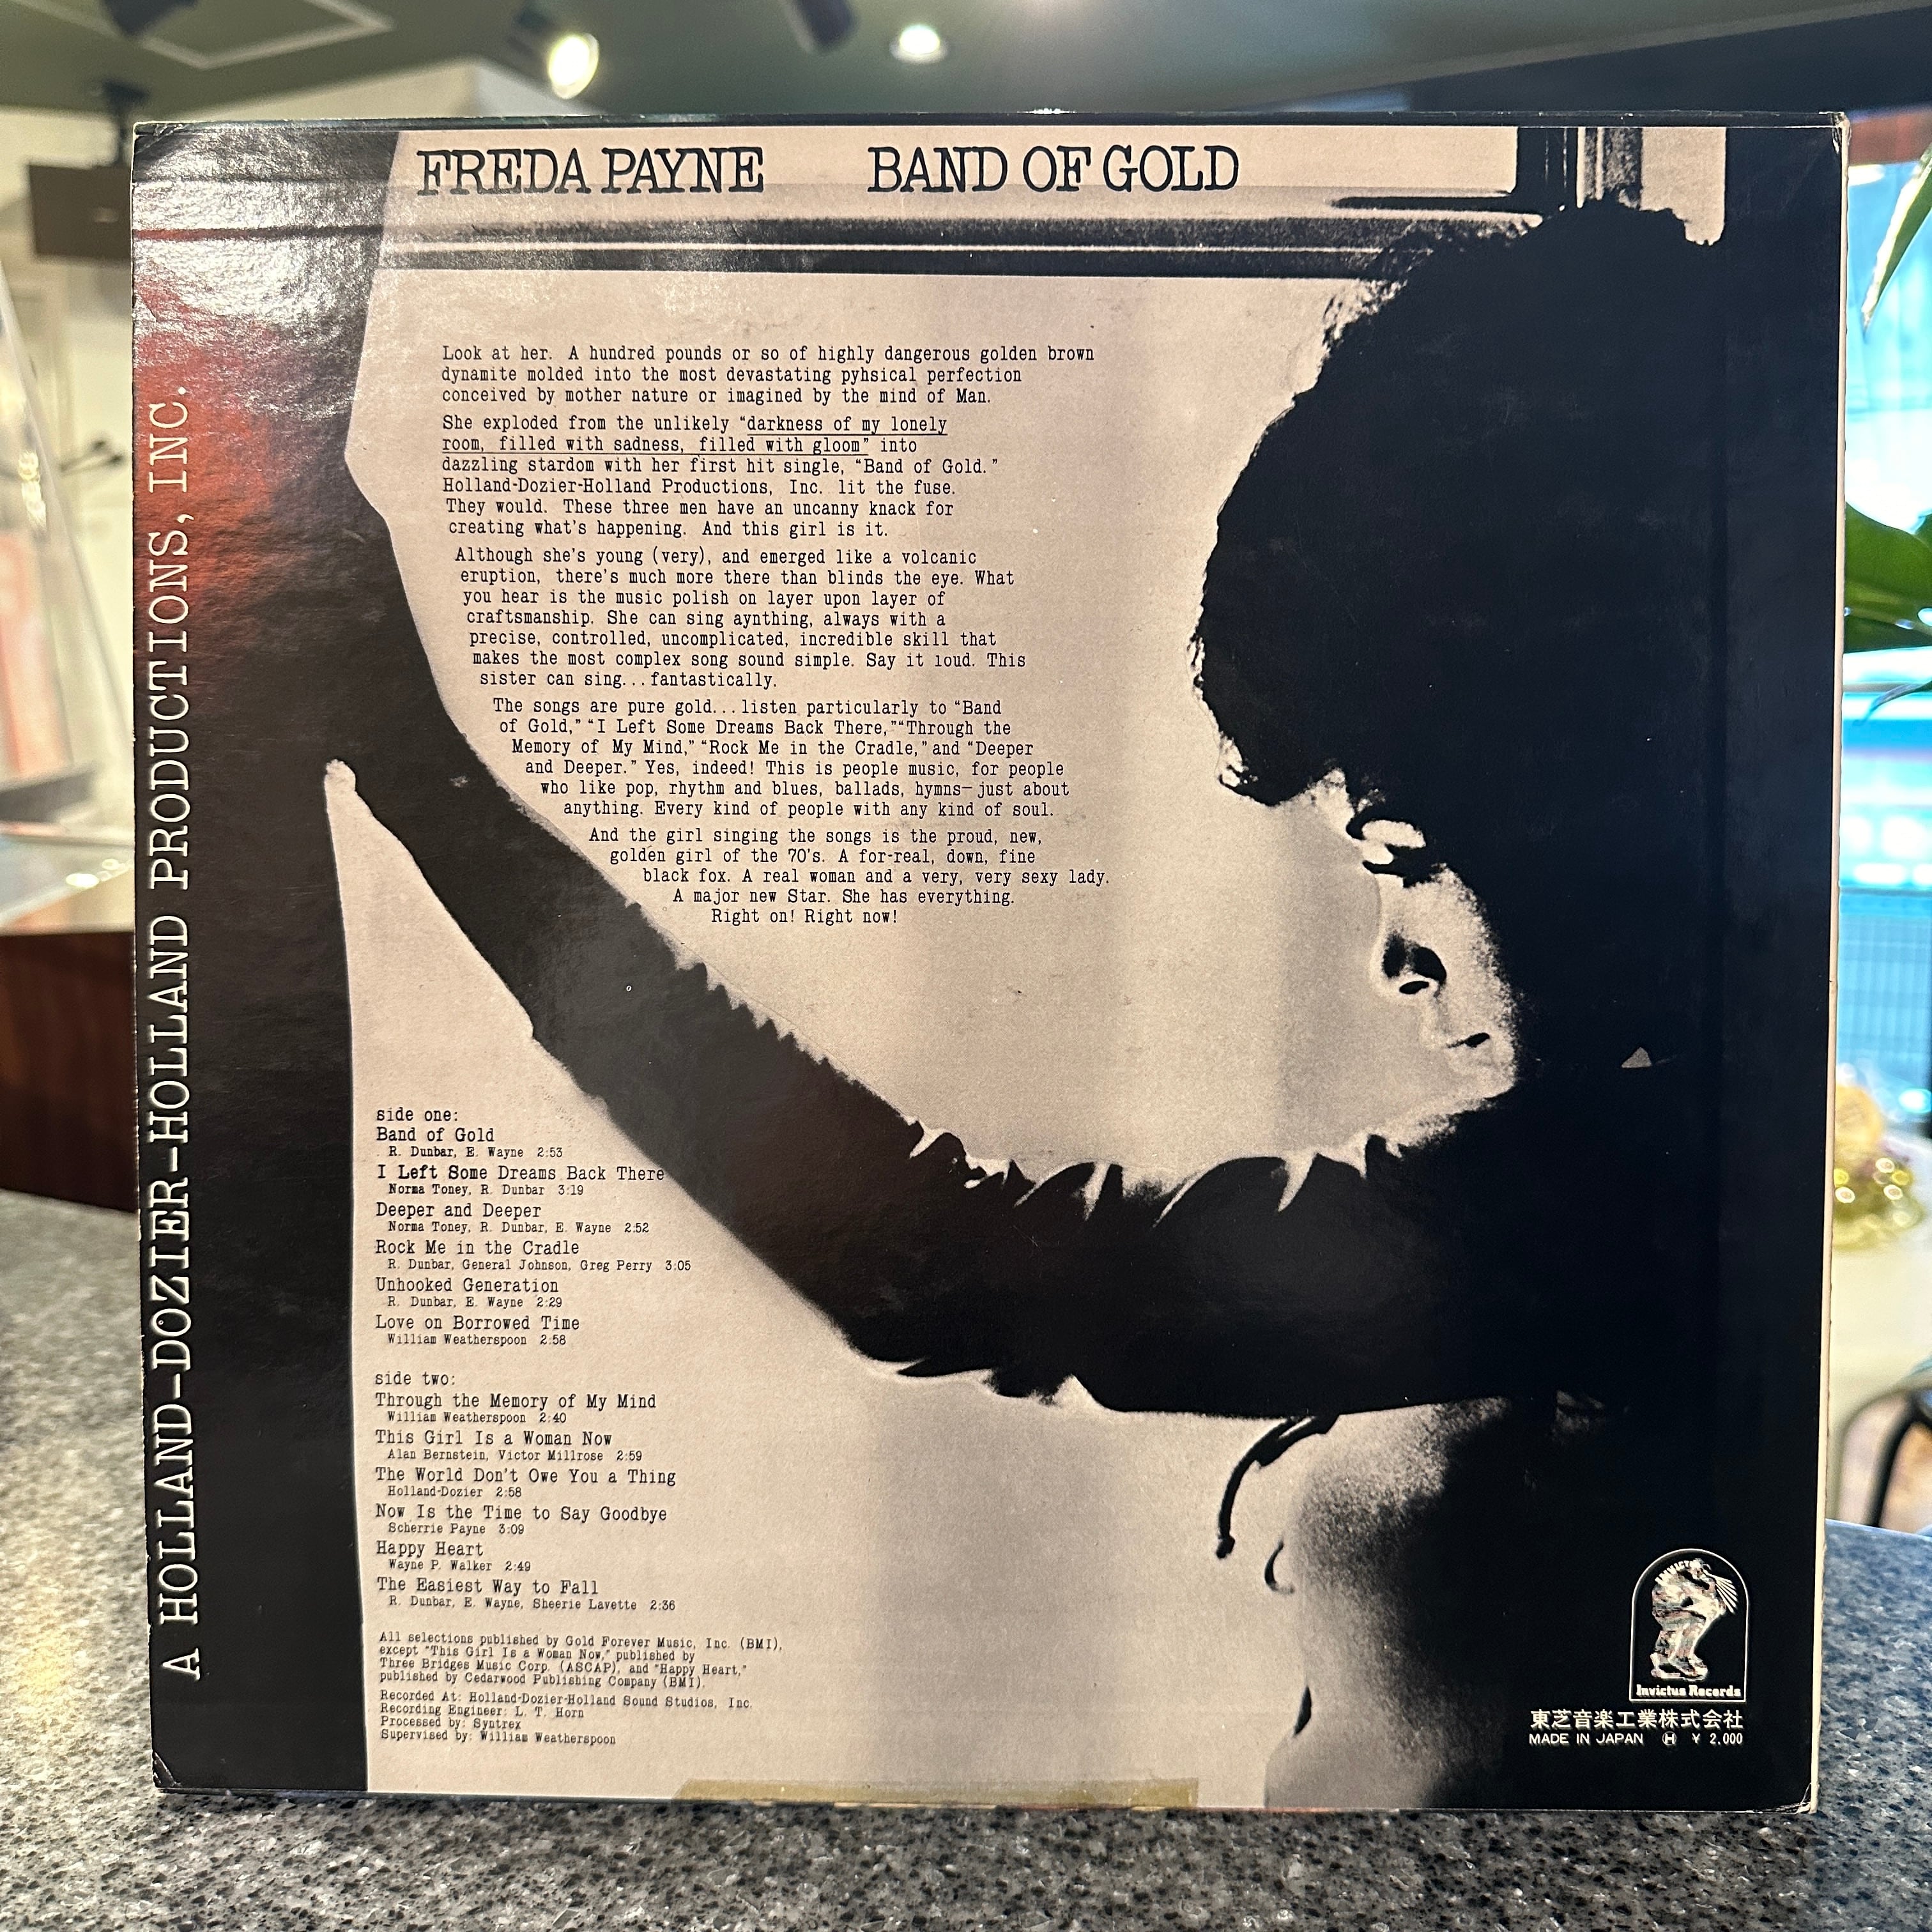 FREDA PAYNE BAND OF GOLD
A HOLLAND-DOZIER-HOLLAND PRODUCTIONS, INC.
Look at her. A hundred pounds or so of highly dangerous golden brown
dynamite molded into the most devastating pyhsical perfection
conceived by mother nature or imagined by the mind of Man.
She exploded from the unlikely “darkness of my lonely
room, filled with sadness, filled with gloom” into
dazzling stardom with her first hit single, “Band of Gold.”
Holland-Dozier-Holland Productions, Inc. lit the fuse.
They would. These three men have an uncanny knack for
creating what's happening. And this girl is it.
Although she's young (very), and emerged like a volcanic
eruption, there's much more there than blinds the eye. What
you hear is the music polish on layer upon layer of
craftsmanship. She can sing aynthing, always with a
precise, controlled, uncomplicated, incredible skill that
makes the most complex song sound simple. Say it loud. This
sister can sing...fantastically.
The songs are pure gold...listen particularly to “Band
of Gold,” “I Left Some Dreams Back There,” “Through the
Memory of My Mind,” “Rock Me in the Cradle,” and “Deeper
and Deeper.” Yes, indeed! This is people music, for people
who like pop, rhythm and blues, ballads, hymns—just about
anything. Every kind of people with any kind of soul.
And the girl singing the songs is the proud, new,
golden girl of the 70's. A for-real, down, fine
black fox. A real woman and a very, very sexy lady.
A major new Star. She has everything.
Right on! Right now!
side one:
Band of Gold
R. Dunbar, E. Wayne 2:53
I Left Some Dreams Back There
Norma Toney, R. Dunbar 3:19
Deeper and Deeper
Norma Toney, R. Dunbar, E. Wayne 2:52
Rock Me in the Cradle
R. Dunbar, General Johnson, Greg Perry 3:05
Unhooked Generation
R. Dunbar, E. Wayne 2:29
Love on Borrowed Time
William Weatherspoon 2:58
side two:
Through the Memory of My Mind
William Weatherspoon 2:40
This Girl Is a Woman Now
Alan Bernstein, Victor Millrose 2:59
The World Don't Owe You a Thing
Holland-Dozier 2:58
Now Is the Time to Say Goodbye
Scherrie Payne 3:09
Happy Heart
Wayne P. Walker 2:49
The Easiest Way to Fall
R. Dunbar, E. Wayne, Sheerie Lavette 2:36
All selections published by Gold Forever Music, Inc. (BMI),
except “This Girl Is a Woman Now,” published by
Three Bridges Music Corp. (ASCAP), and “Happy Heart,”
published by Cedarwood Publishing Company (BMI).
Recorded At: Holland-Dozier-Holland Sound Studios, Inc.
Recording Engineer: L. T. Horn
Processed by: Syntrex
Supervised by: William Weatherspoon
INVICTUS
Invictus Records
東芝音楽工業株式会社
MADE IN JAPAN Ⓗ ¥ 2,000